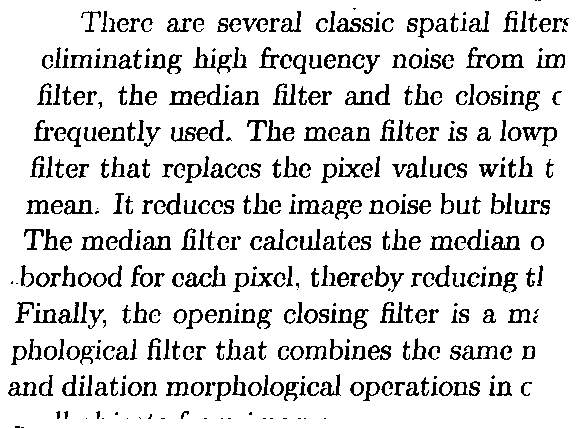 There are several classic spatial filters
eliminating high frequency noise from im
filter, the median filter and the closing c
frequently used. The mean filter is a lowp
filter that replaces the pixel values with t
mean. It reduces the image noise but blurs
The median filter calculates the median o
borhood for each pixel, thereby reducing tl
Finally, the opening closing filter is a ma
phological filter that combines the same n
and dilation morphological operations in c